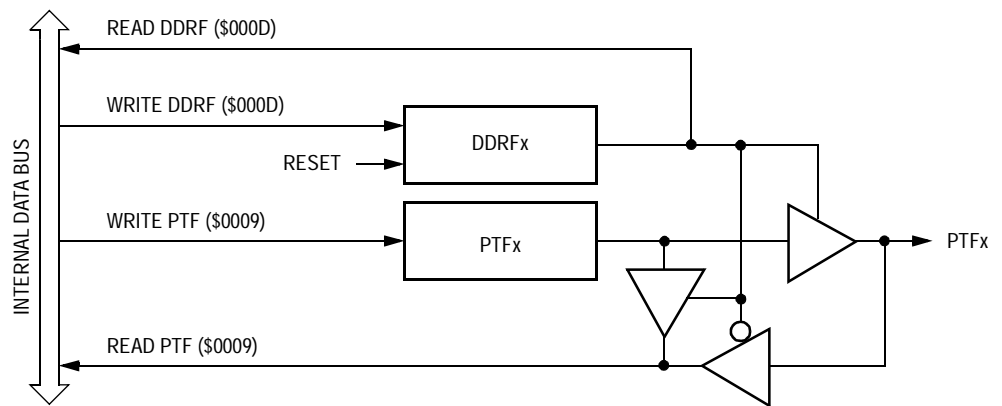 READ DDRF ($000D)
WRITE DDRF ($000D)
DDRFx
RESET
INTERNAL DATA BUS
WRITE PTF ($0009)
PTFx
PTFx
READ PTF ($0009)